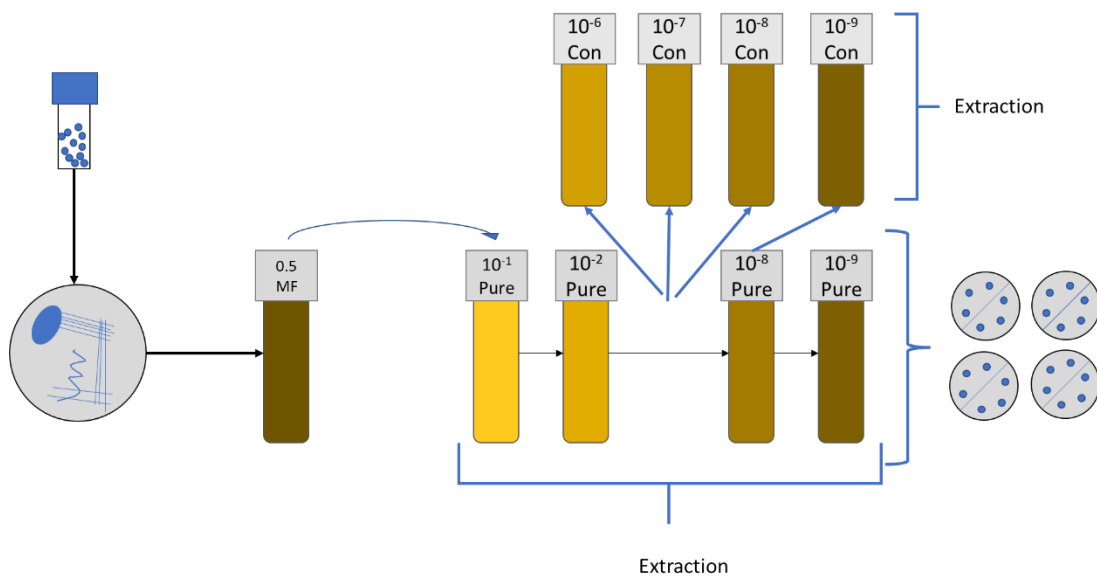 10⁻⁶
Con
10⁻⁷
Con
10⁻⁸
Con
10⁻⁹
Con
Extraction
0.5
MF
10⁻¹
Pure
10⁻²
Pure
10⁻⁸
Pure
10⁻⁹
Pure
Extraction